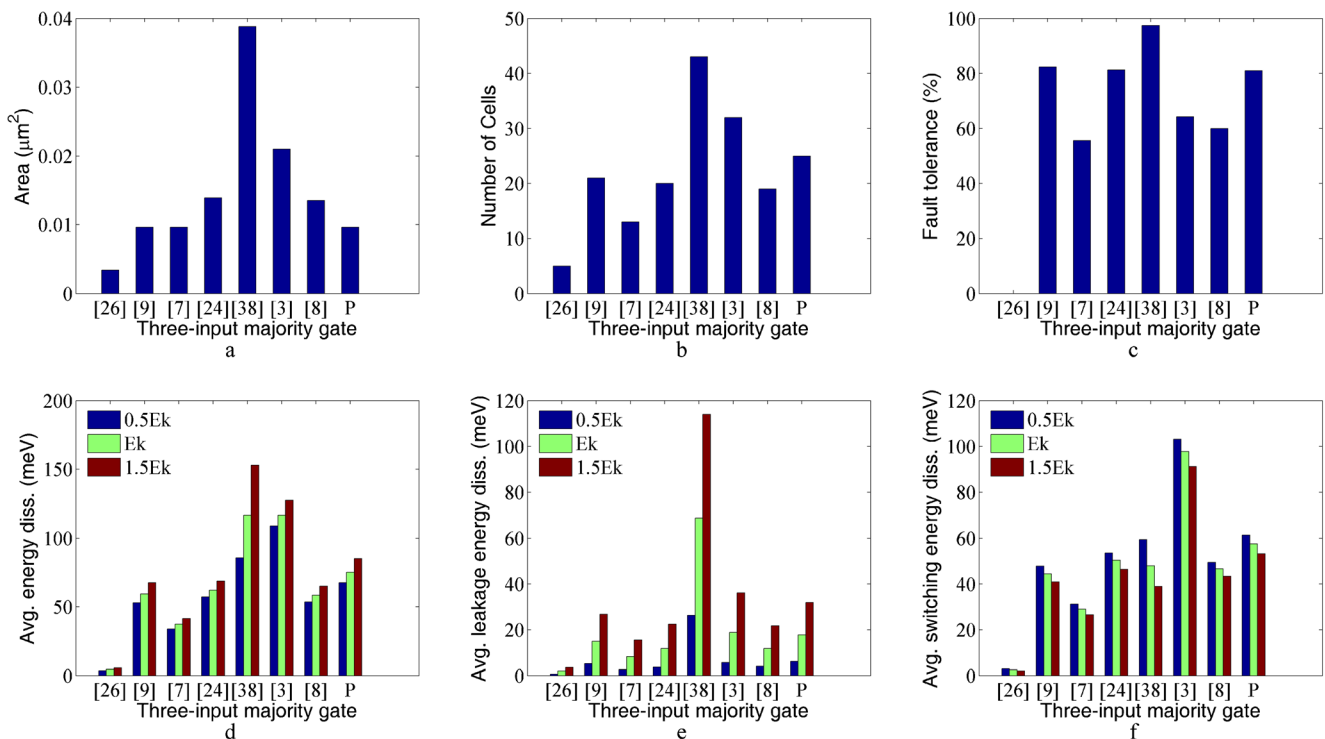 0.04
0.03
0.02
0.01
0
Area (μm²)
[26] [9] [7] [24] [38] [3] [8] P
Three-input majority gate
a
50
40
30
20
10
0
Number of Cells
[26] [9] [7] [24] [38] [3] [8] P
Three-input majority gate
b
100
80
60
40
20
0
Fault tolerance (%)
[26] [9] [7] [24] [38] [3] [8] P
Three-input majority gate
c
200
150
100
50
0
Avg. energy diss. (meV)
0.5Ek
Ek
1.5Ek
[26] [9] [7] [24] [38] [3] [8] P
Three-input majority gate
d
120
100
80
60
40
20
0
Avg. leakage energy diss. (meV)
0.5Ek
Ek
1.5Ek
[26] [9] [7] [24] [38] [3] [8] P
Three-input majority gate
e
120
100
80
60
40
20
0
Avg. switching energy diss. (meV)
0.5Ek
Ek
1.5Ek
[26] [9] [7] [24] [38] [3] [8] P
Three-input majority gate
f